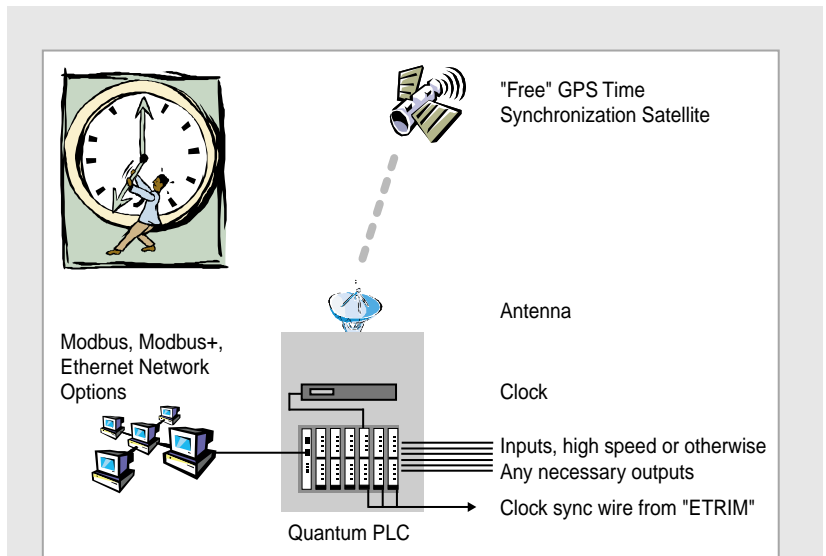 "Free" GPS Time
Synchronization Satellite
Antenna
Modbus, Modbus+,
Ethernet Network
Options
Clock
Inputs, high speed or otherwise
Any necessary outputs
Clock sync wire from "ETRIM"
Quantum PLC